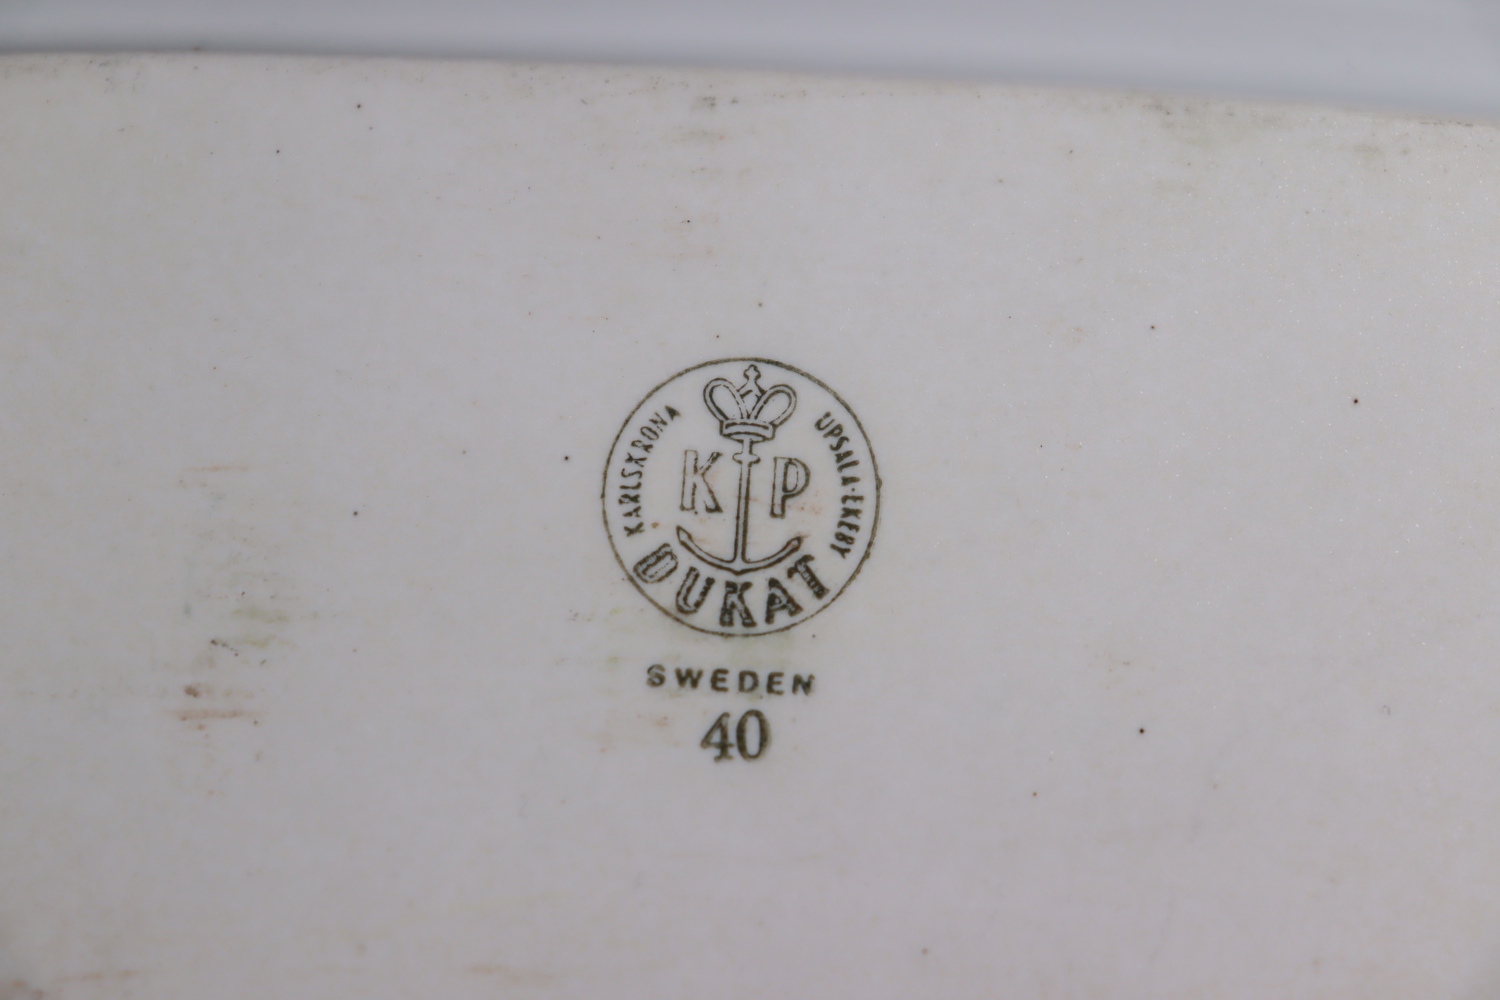 KARLSKRONA
UPSALA-EKEBY
K P
DUKAT
SWEDEN
40